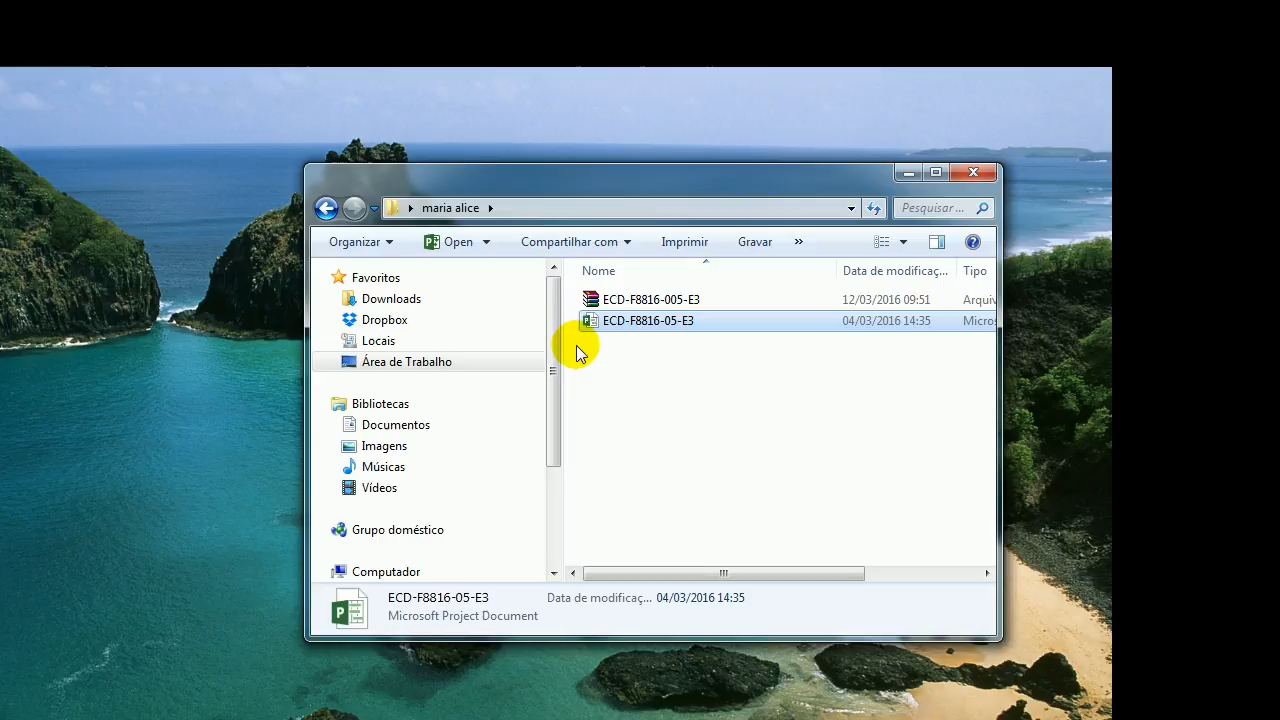 maria alice
Pesquisar ...
Organizar Open Compartilhar com Imprimir Gravar »
Favoritos
Downloads
Dropbox
Locais
Área de Trabalho
Bibliotecas
Documentos
Imagens
Músicas
Vídeos
Grupo doméstico
Computador
Nome Data de modificaç... Tipo
ECD-F8816-005-E3 12/03/2016 09:51 Arquiv
ECD-F8816-05-E3 04/03/2016 14:35 Micros
ECD-F8816-05-E3 Data de modificaç... 04/03/2016 14:35
Microsoft Project Document